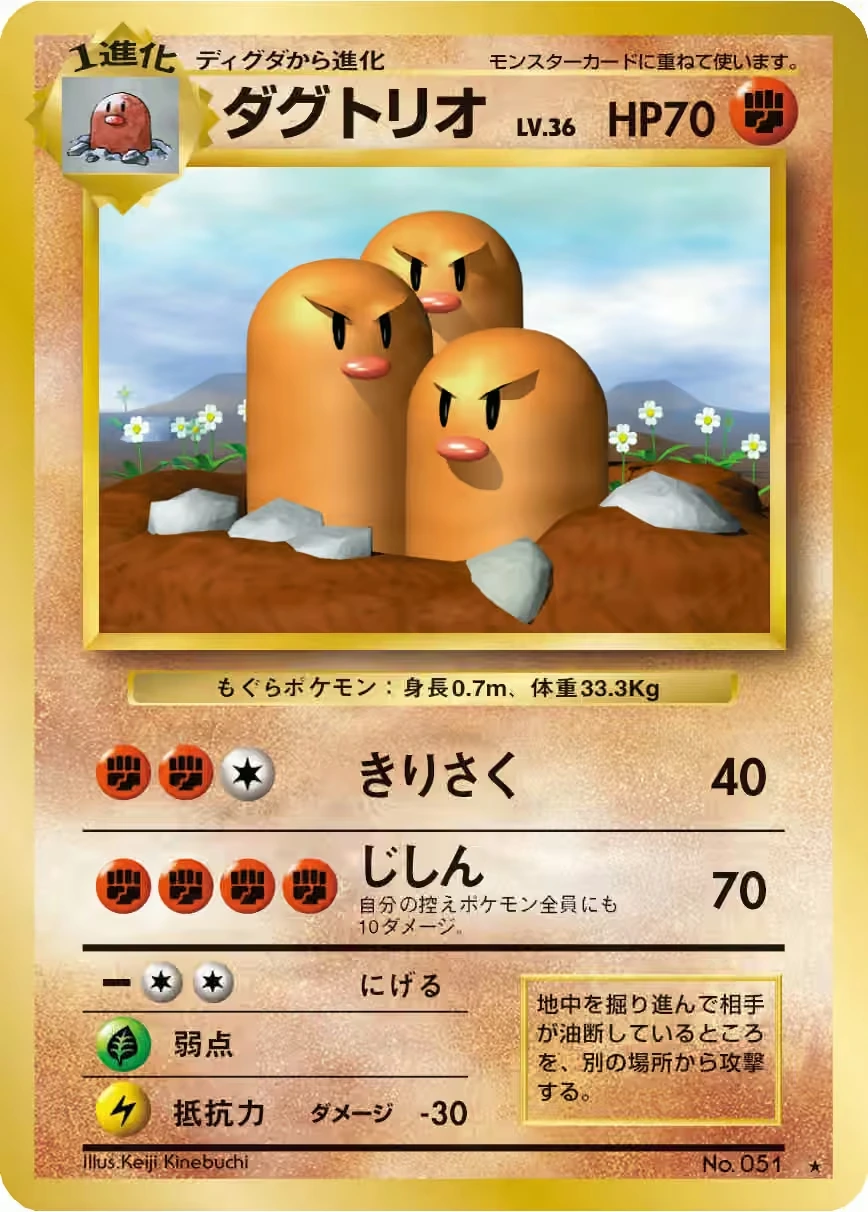 1進化 ディグダから進化 モンスターカードに重ねて使います。
ダグトリオ LV.36 HP70
もぐらポケモン：身長0.7m、体重33.3Kg
きりさく 40
じしん 70
自分の控えポケモン全員にも
10ダメージ。
ー にげる
弱点
抵抗力 ダメージ -30
地中を掘り進んで相手
が油断しているところ
を、別の場所から攻撃
する。
Illus.Keiji Kinebuchi No. 051 ★